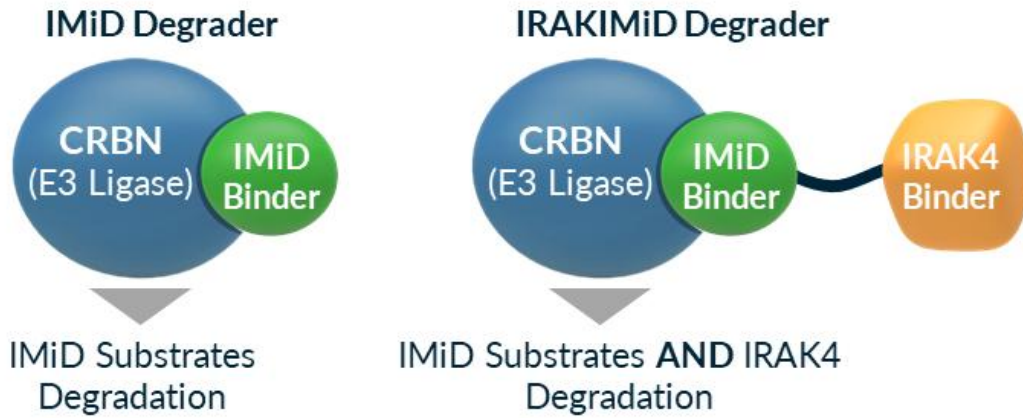 IMiD Degrader
CRBN
(E3 Ligase)
IMiD
Binder
IMiD Substrates
Degradation
IRAKIMiD Degrader
CRBN
(E3 Ligase)
IMiD
Binder
IRAK4
Binder
IMiD Substrates AND IRAK4
Degradation